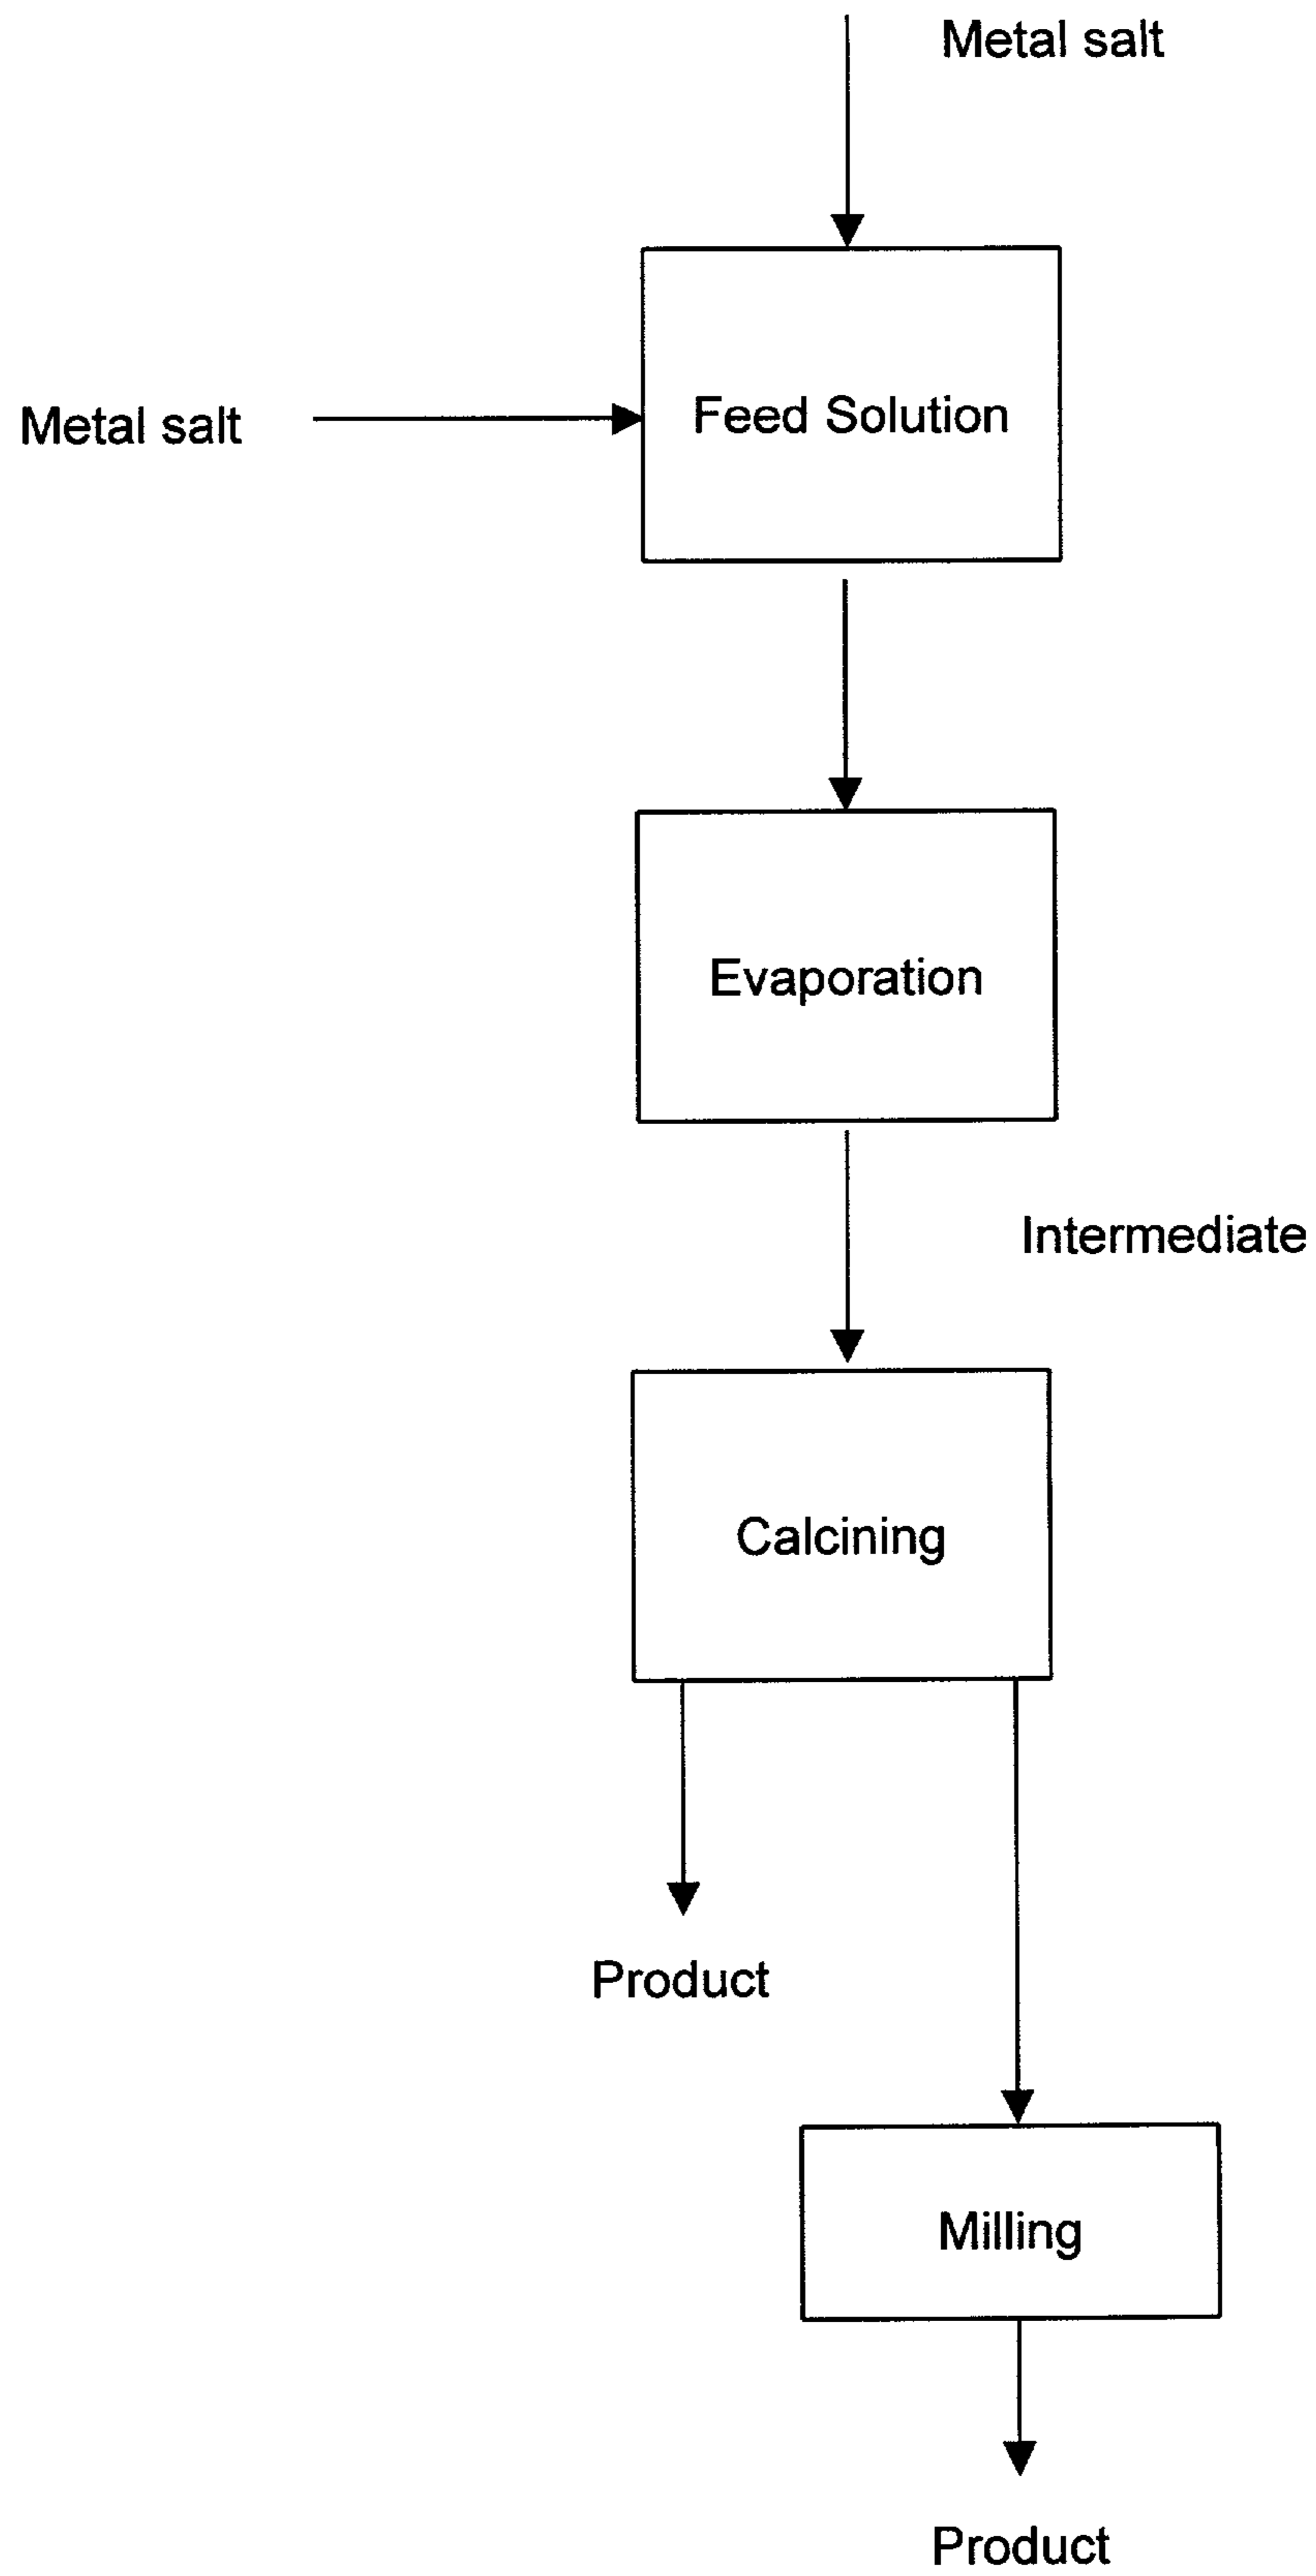 Metal salt
Metal salt
Feed Solution
Evaporation
Intermediate
Calcining
Product
Milling
Product